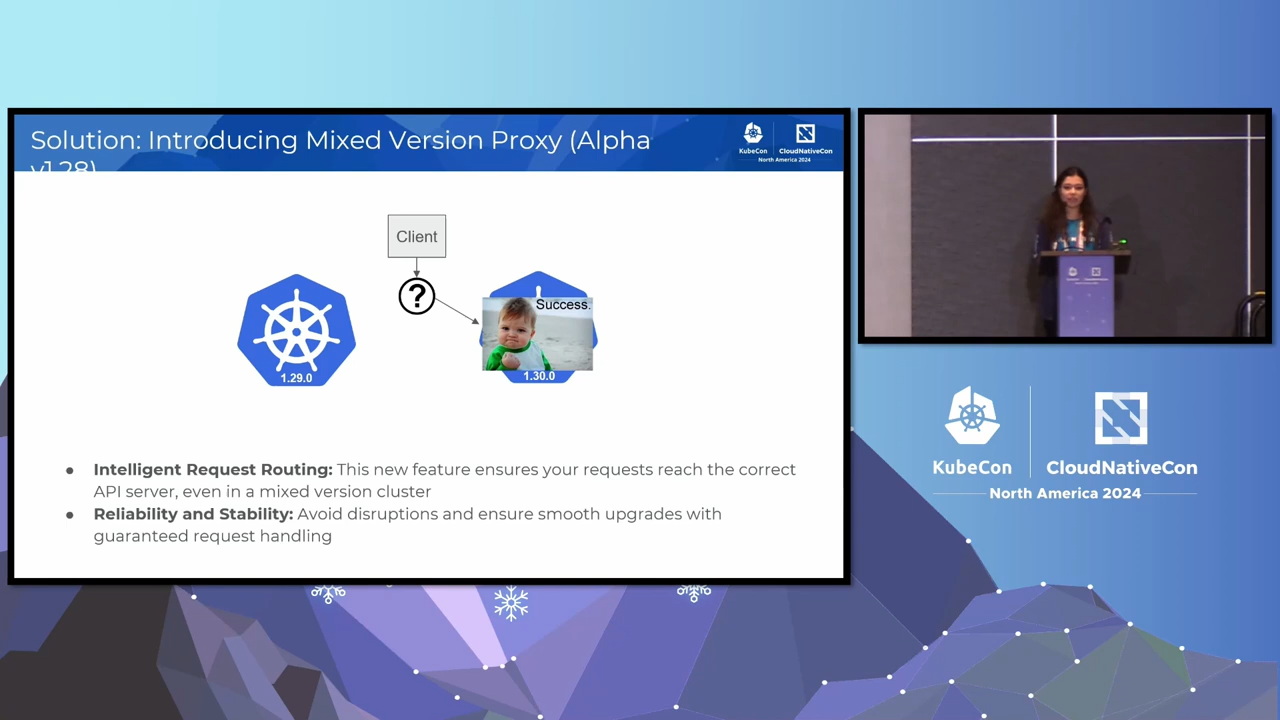 Solution: Introducing Mixed Version Proxy (Alpha
v1.28)
KubeCon
CloudNativeCon
North America 2024
Client
?
Success.
1.29.0
1.30.0
● Intelligent Request Routing: This new feature ensures your requests reach the correct
API server, even in a mixed version cluster
● Reliability and Stability: Avoid disruptions and ensure smooth upgrades with
guaranteed request handling
KubeCon
CloudNativeCon
North America 2024